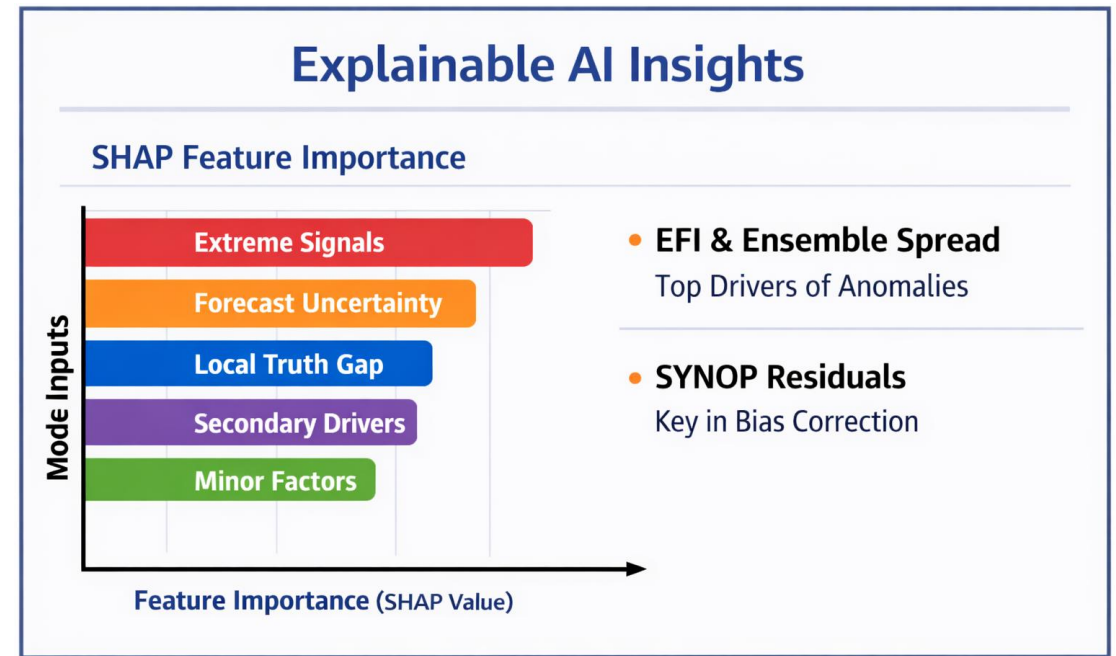 Explainable AI Insights
SHAP Feature Importance
Mode Inputs
Extreme Signals
Forecast Uncertainty
Local Truth Gap
Secondary Drivers
Minor Factors
Feature Importance (SHAP Value)
EFI & Ensemble Spread
Top Drivers of Anomalies
SYNOP Residuals
Key in Bias Correction